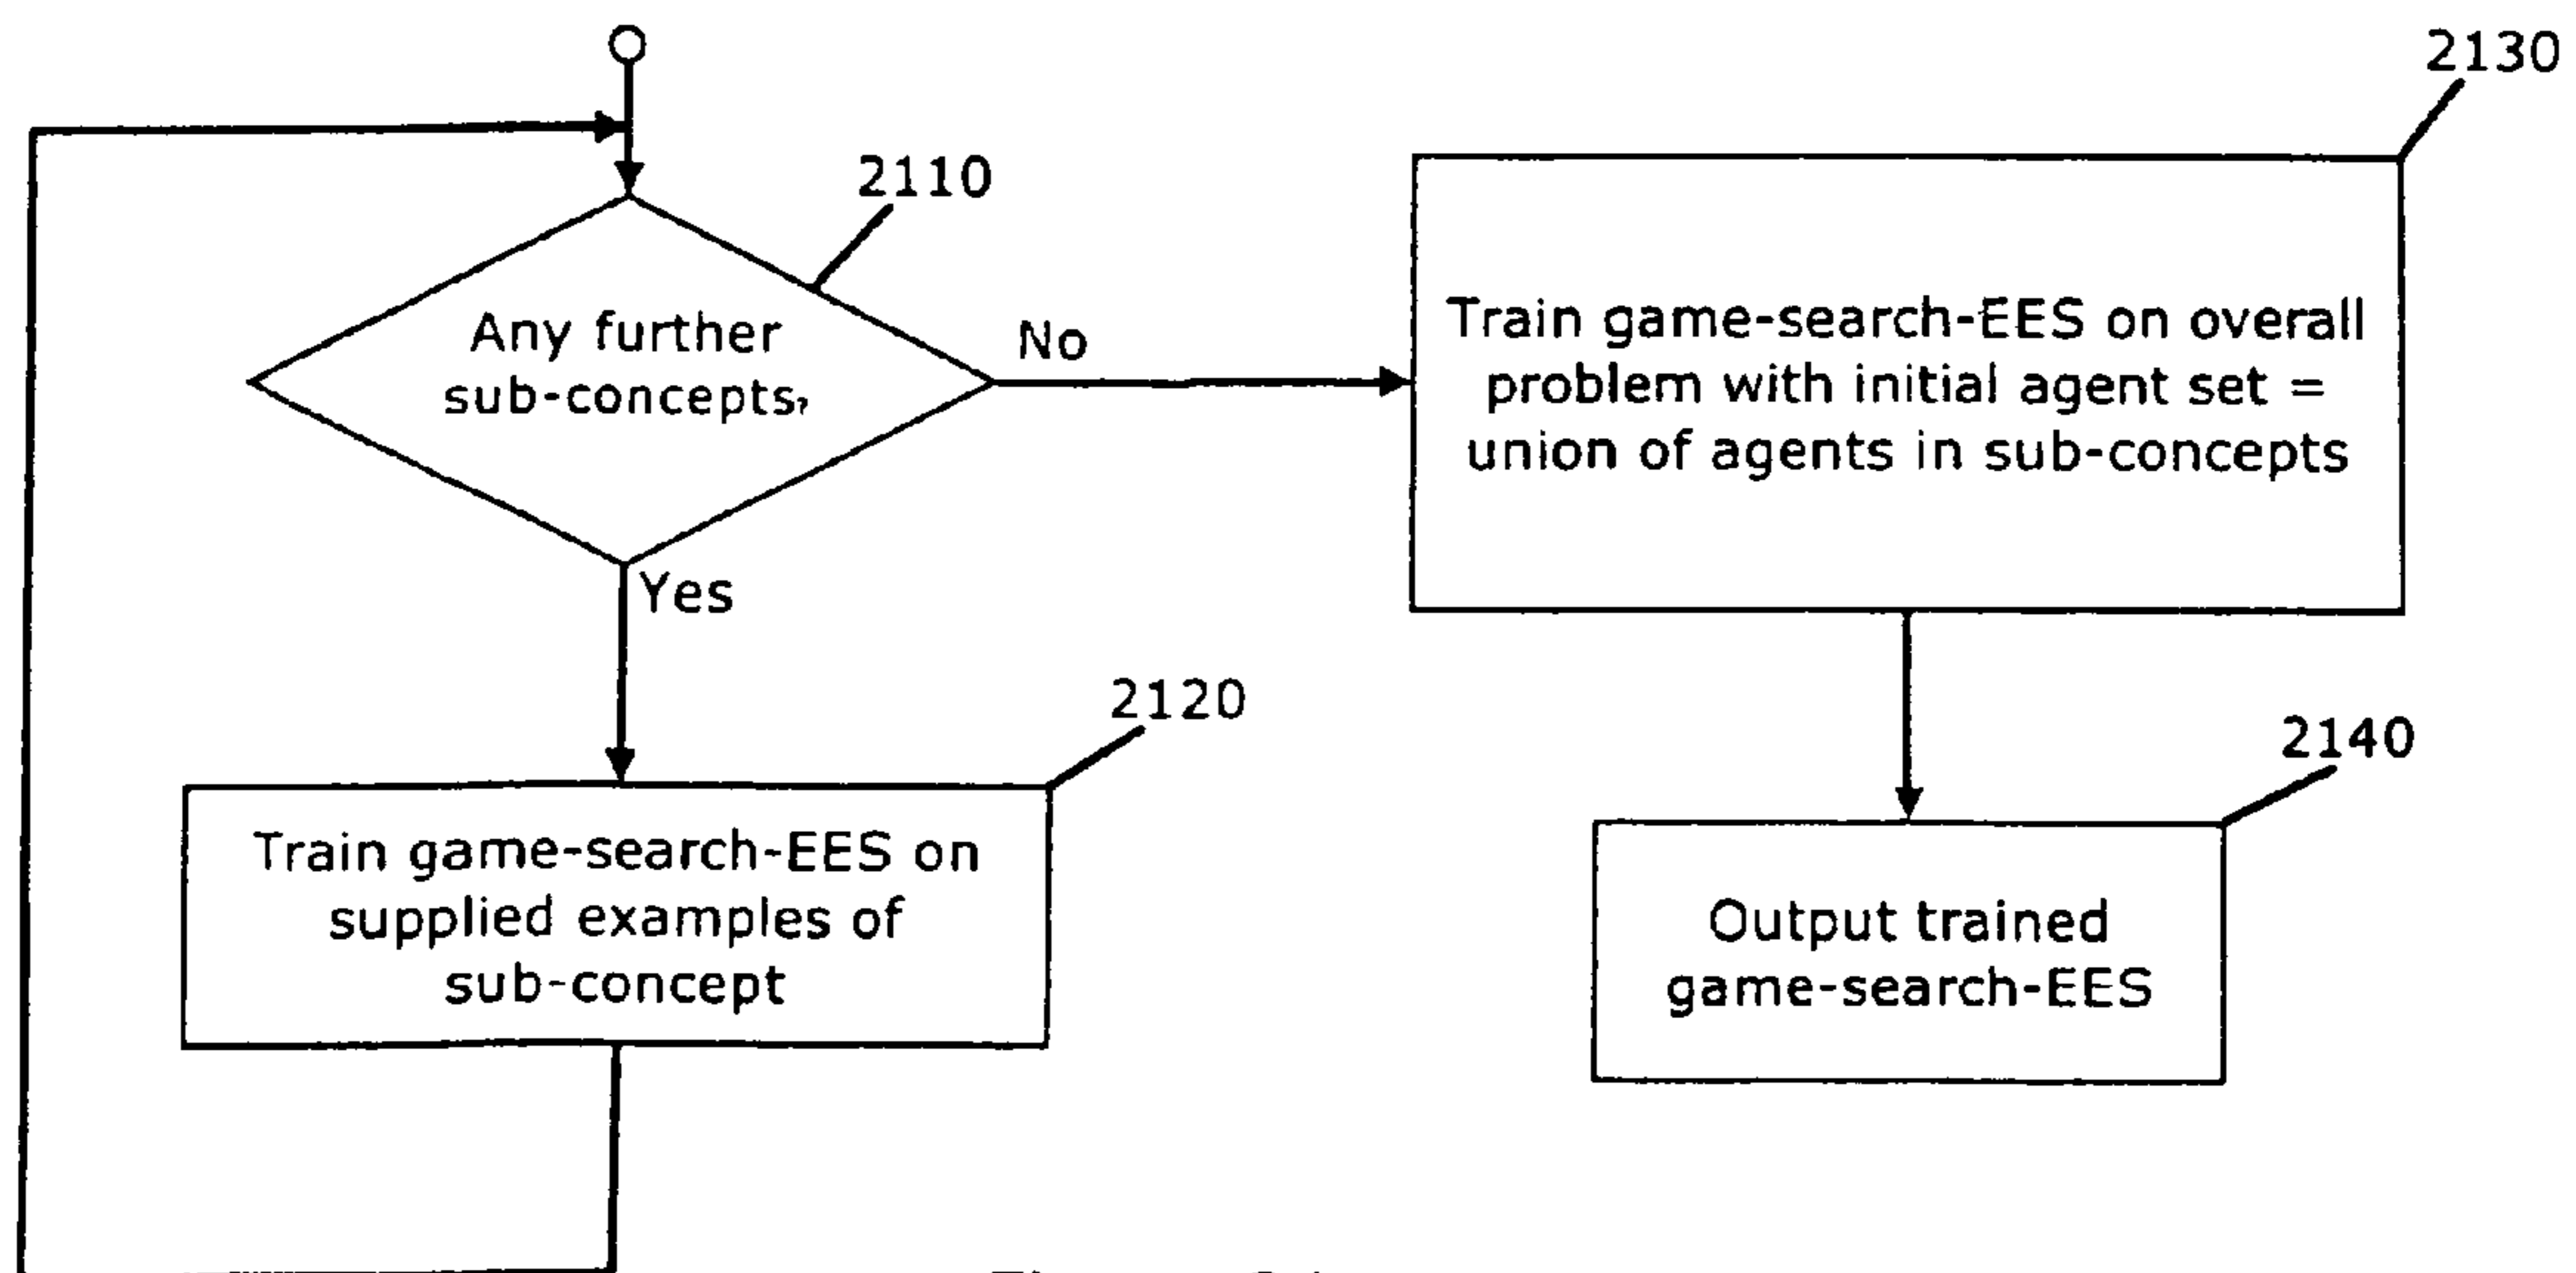 2130
2110
Any further
sub-concepts?
No
Train game-search-EES on overall
problem with initial agent set =
union of agents in sub-concepts
Yes
2120
2140
Train game-search-EES on
supplied examples of
sub-concept
Output trained
game-search-EES